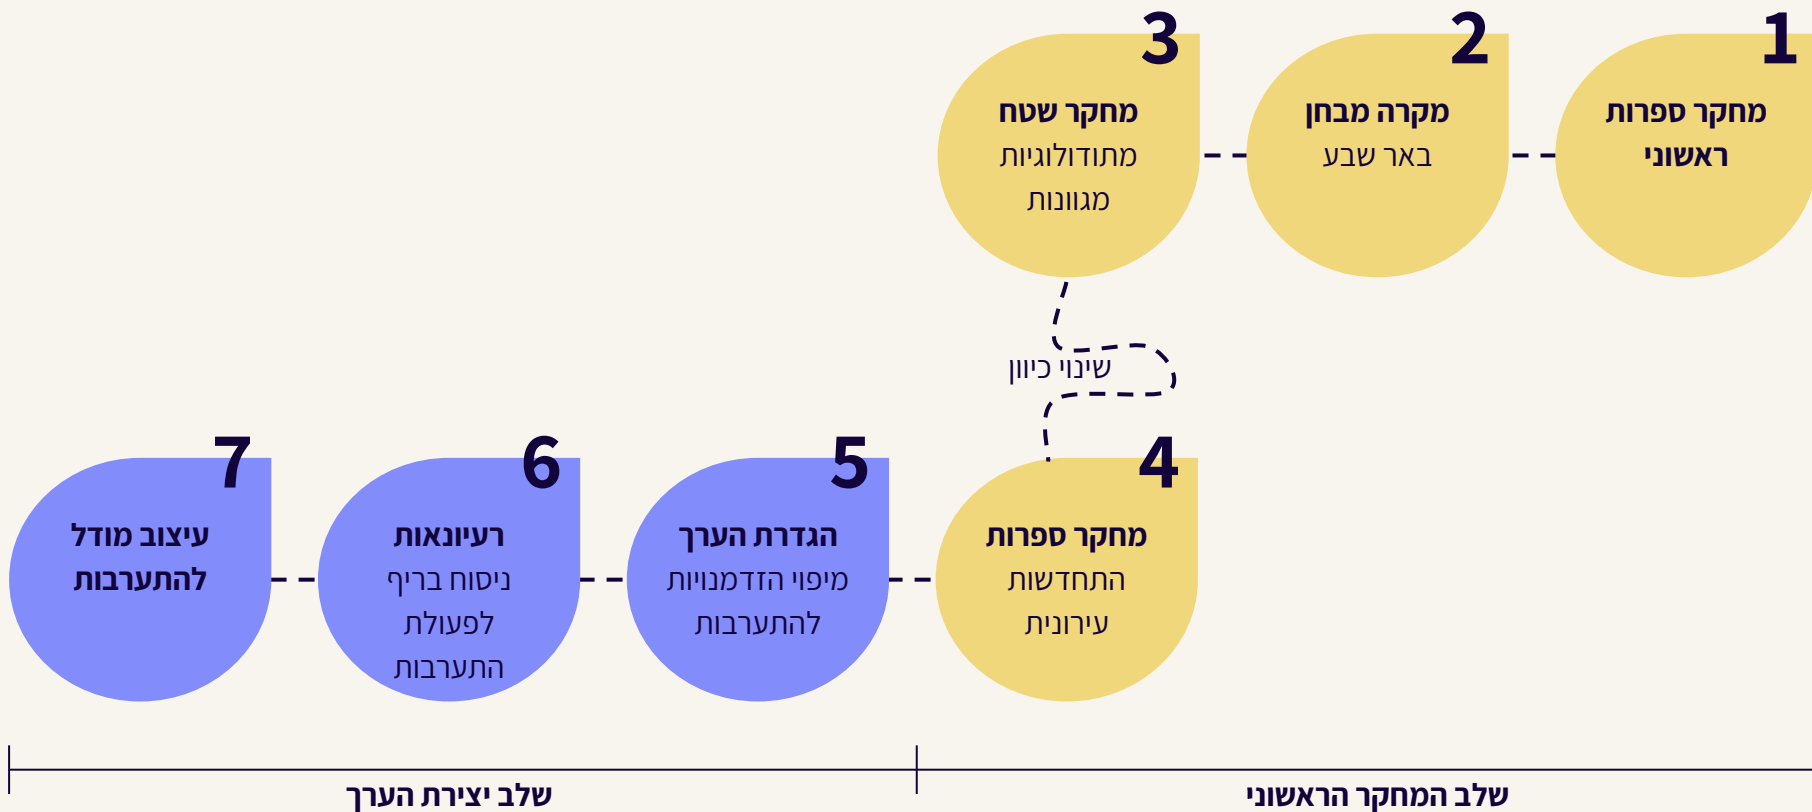 1
מחקר ספרות
ראשוני
2
מקרה מבחן
באר שבע
3
מחקר שטח
מתודולוגיות
מגוונות
שינוי כיוון
4
מחקר ספרות
התחדשות
עירונית
5
הגדרת הערך
מיפוי הזדמנויות
להתערבות
6
רעיונאות
ניסוח בריף
לפעולת
התערבות
7
עיצוב מודל
להתערבות
שלב המחקר הראשוני
שלב יצירת הערך